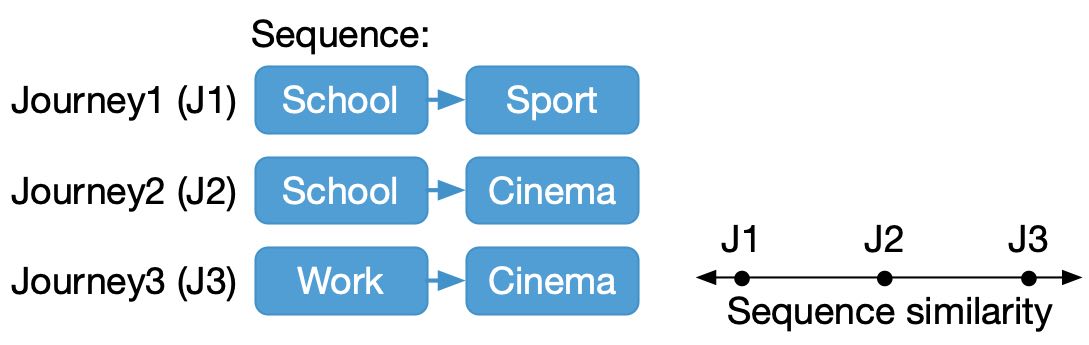 Sequence:
Journey1 (J1) School Sport
Journey2 (J2) School Cinema
Journey3 (J3) Work Cinema
J1 J2 J3
Sequence similarity